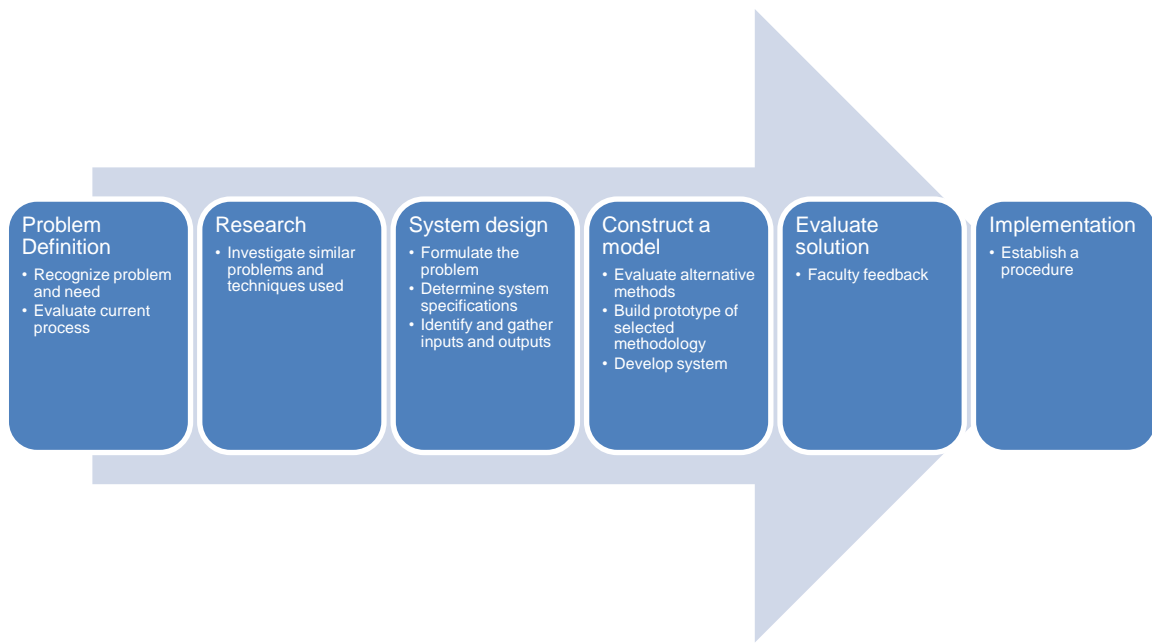 Problem
Definition
• Recognize problem
and need
• Evaluate current
process
Research
• Investigate similar
problems and
techniques used
System design
• Formulate the
problem
• Determine system
specifications
• Identify and gather
inputs and outputs
Construct a
model
• Evaluate alternative
methods
• Build prototype of
selected
methodology
• Develop system
Evaluate
solution
• Faculty feedback
Implementation
• Establish a
procedure